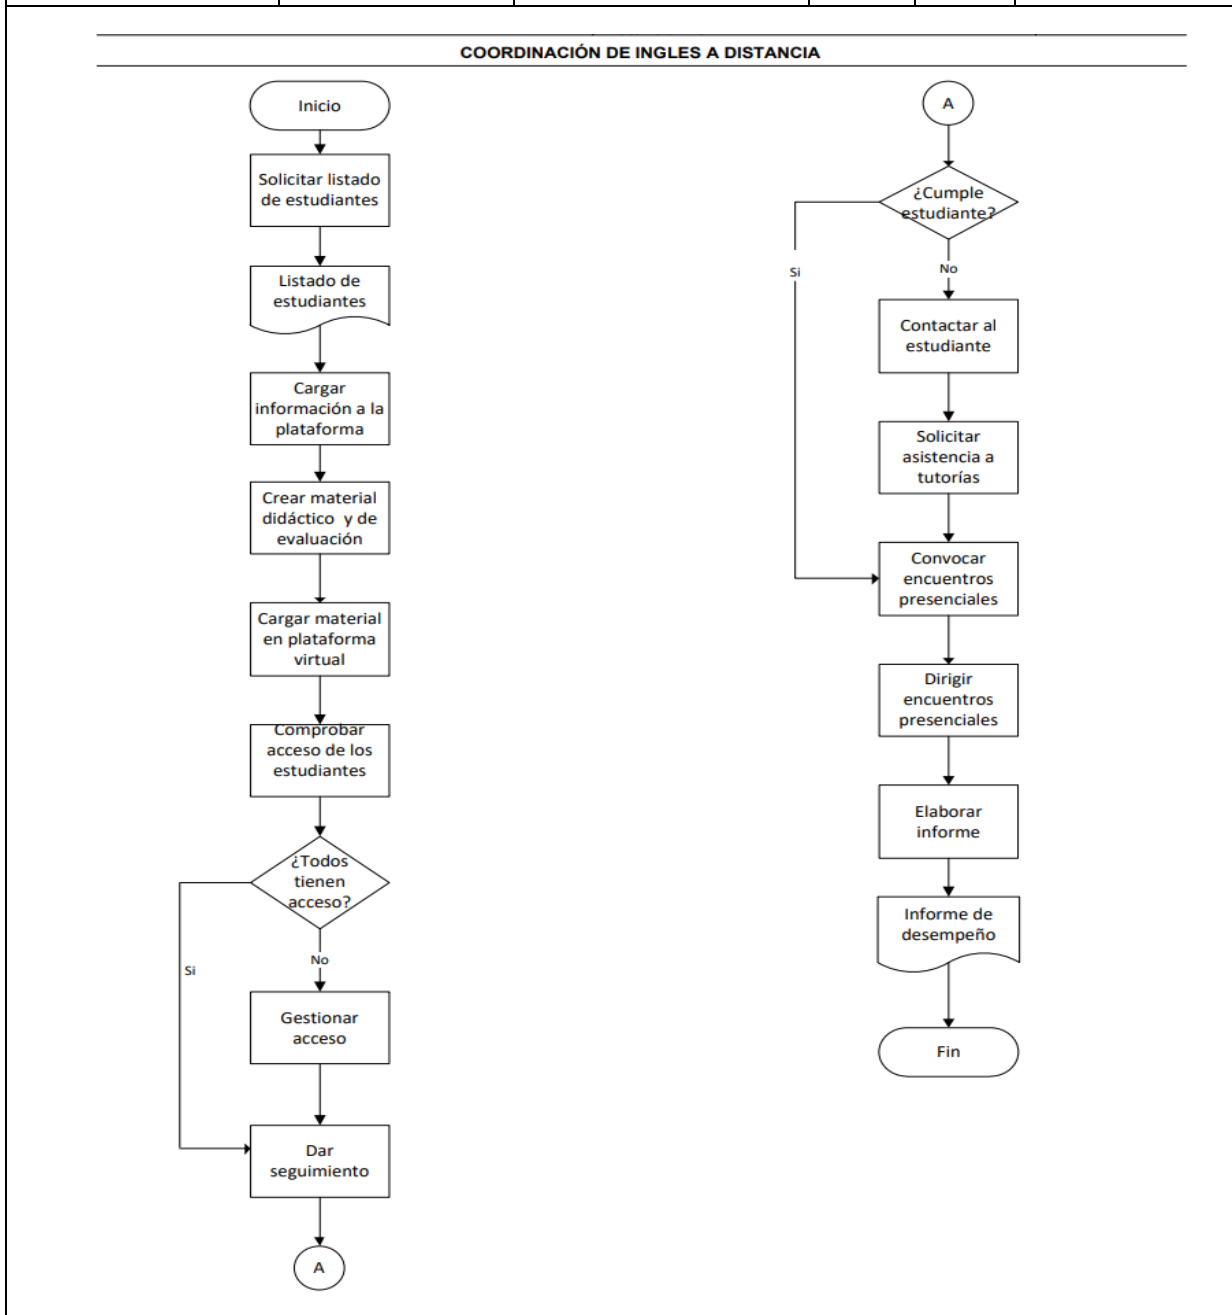 COORDINACIÓN DE INGLES A DISTANCIA
Inicio
Solicitar listado
de estudiantes
Listado de
estudiantes
Cargar
información a la
plataforma
Crear material
didáctico y de
evaluación
Cargar material
en plataforma
virtual
Comprobar
acceso de los
estudiantes
¿Todos
tienen
acceso?
Si
No
Gestionar
acceso
Dar
seguimiento
A
A
¿Cumple
estudiante?
Si
No
Contactar al
estudiante
Solicitar
asistencia a
tutorías
Convocar
encuentros
presenciales
Dirigir
encuentros
presenciales
Elaborar
informe
Informe de
desempeño
Fin